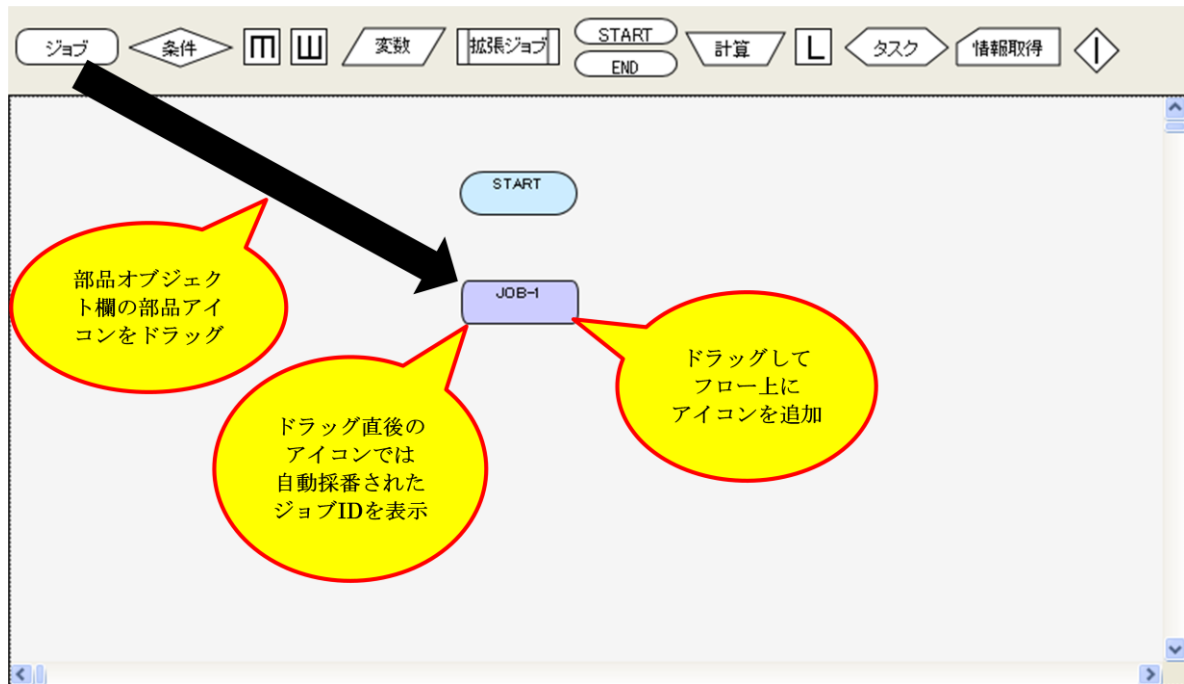 ジョブ
条件
変数
拡張ジョブ
START
END
計算
L
タスク
情報取得
START
JOB-1
部品オブジェク
ト欄の部品アイ
コンをドラッグ
ドラッグして
フロー上に
アイコンを追加
ドラッグ直後の
アイコンでは
自動採番された
ジョブIDを表示